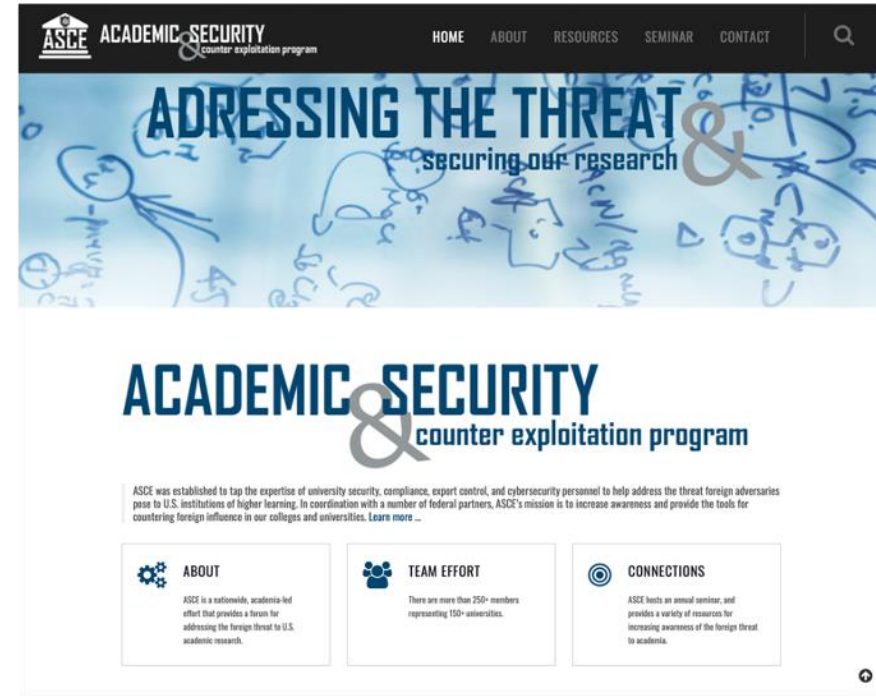 ASCE ACADEMIC & SECURITY
counter exploitation program
HOME ABOUT RESOURCES SEMINAR CONTACT
ADRESSING THE THREAT &
securing our research
ACADEMIC & SECURITY
counter exploitation program
ASCE was established to tap the expertise of university security, compliance, export control, and cybersecurity personnel to help address the threat foreign adversaries
pose to U.S. institutions of higher learning. In coordination with a number of federal partners, ASCE's mission is to increase awareness and provide the tools for
countering foreign influence in our colleges and universities. Learn more ...
ABOUT
ASCE is a nationwide, academia-led
effort that provides a forum for
addressing the foreign threat to U.S.
academic research.
TEAM EFFORT
There are more than 250+ members
representing 150+ universities.
CONNECTIONS
ASCE hosts an annual seminar, and
provides a variety of resources for
increasing awareness of the foreign threat
to academia.